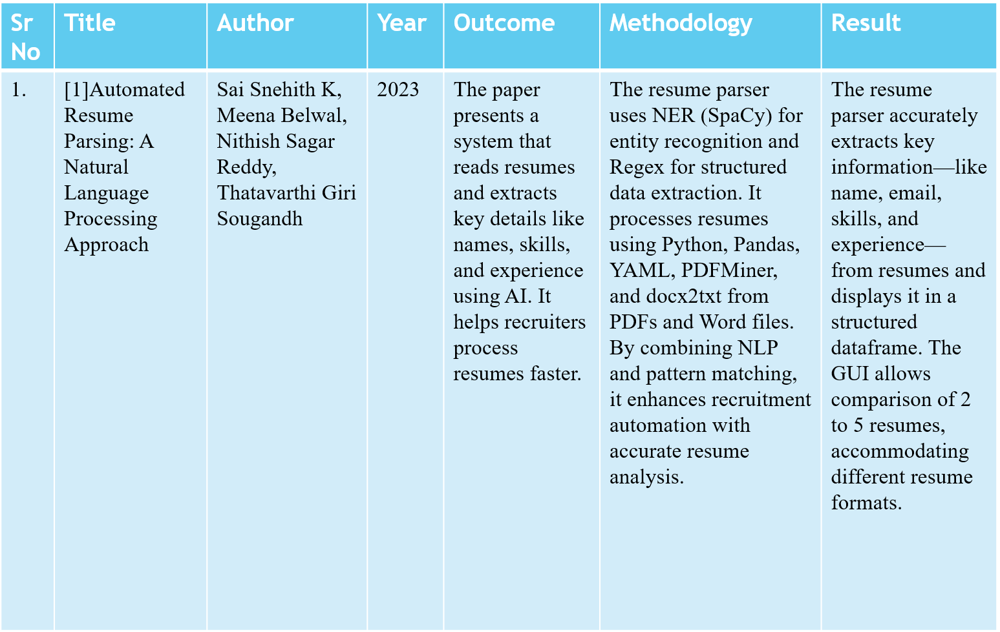 Sr
No
Title
Author
Year
Outcome
Methodology
Result
1.
[1]Automated
Resume
Parsing: A
Natural
Language
Processing
Approach
Sai Snehith K,
Meena Belwal,
Nithish Sagar
Reddy,
Thatavarthi Giri
Sougandh
2023
The paper
presents a
system that
reads resumes
and extracts
key details like
names, skills,
and experience
using AI. It
helps recruiters
process
resumes faster.
The resume parser
uses NER (SpaCy) for
entity recognition and
Regex for structured
data extraction. It
processes resumes
using Python, Pandas,
YAML, PDFMiner,
and docx2txt from
PDFs and Word files.
By combining NLP
and pattern matching,
it enhances recruitment
automation with
accurate resume
analysis.
The resume
parser accurately
extracts key
information—like
name, email,
skills, and
experience—
from resumes and
displays it in a
structured
dataframe. The
GUI allows
comparison of 2
to 5 resumes,
accommodating
different resume
formats.